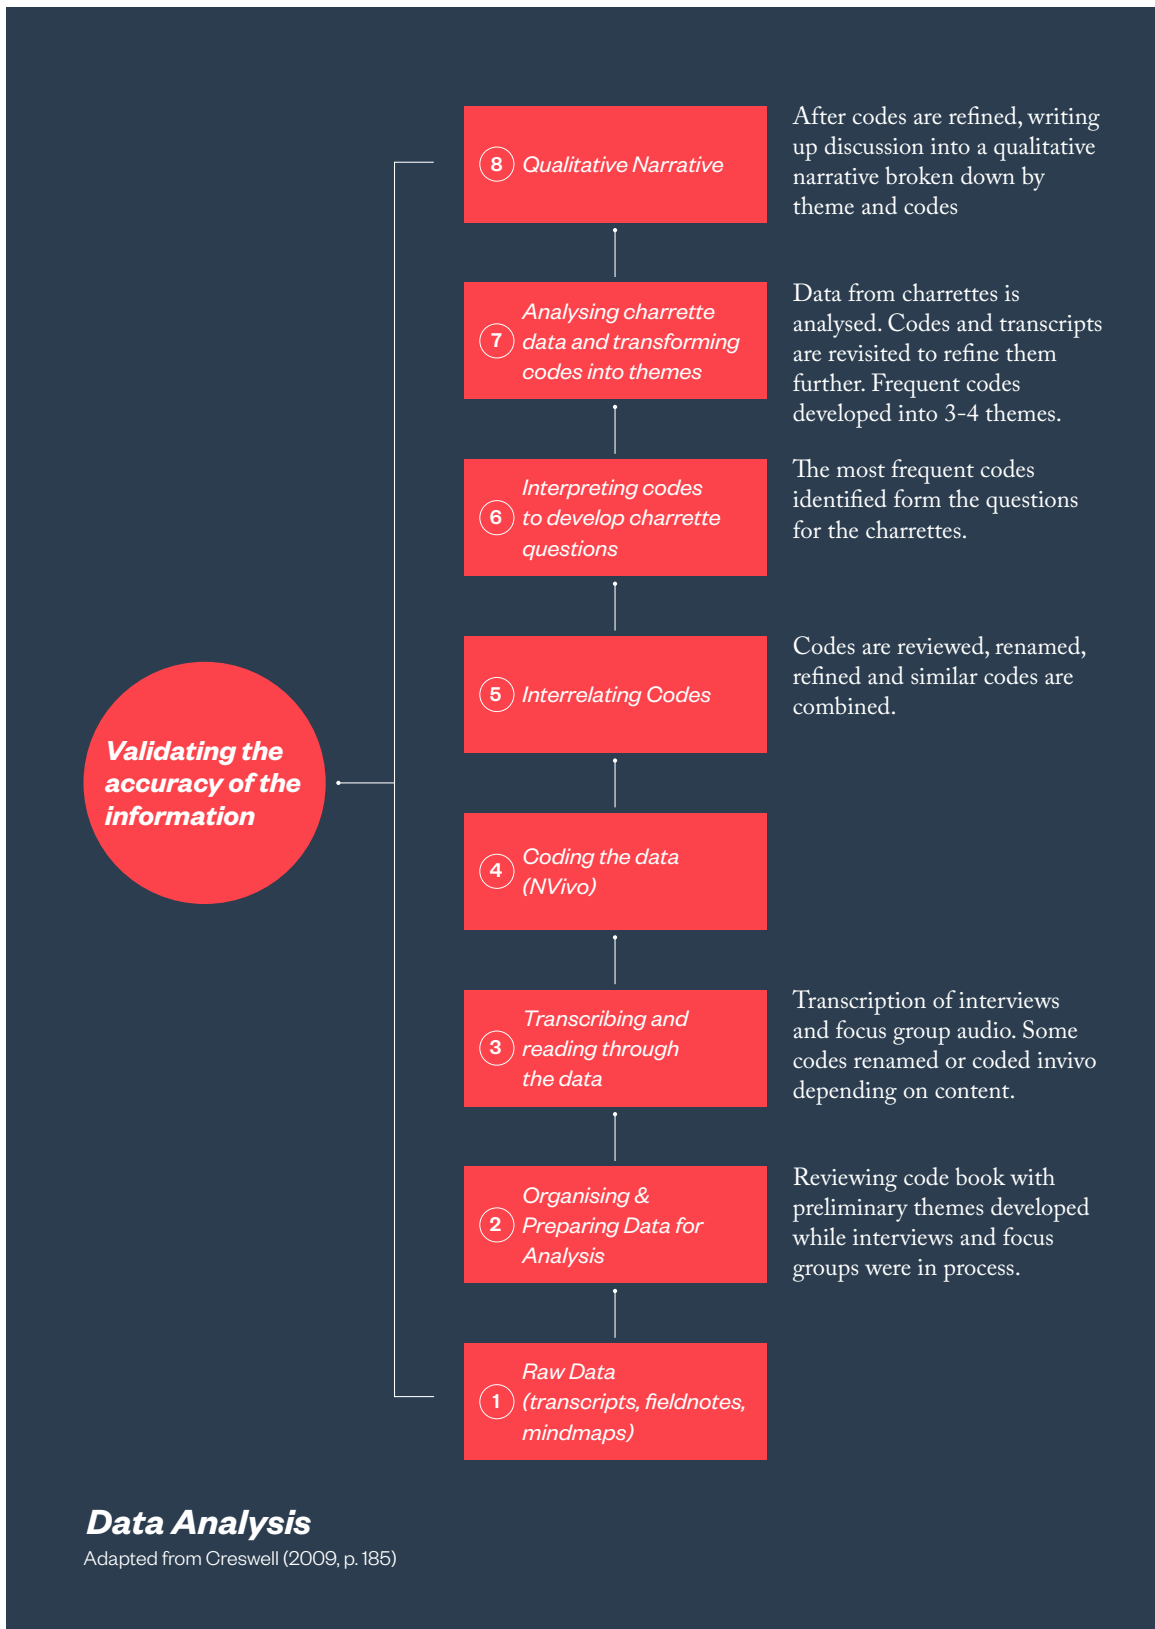 8 Qualitative Narrative
After codes are refined, writing
up discussion into a qualitative
narrative broken down by
theme and codes
7
Analysing charrette
data and transforming
codes into themes
Data from charrettes is
analysed. Codes and transcripts
are revisited to refine them
further. Frequent codes
developed into 3-4 themes.
6
Interpreting codes
to develop charrette
questions
The most frequent codes
identified form the questions
for the charrettes.
5 Interrelating Codes
Codes are reviewed, renamed,
refined and similar codes are
combined.
Validating the
accuracy of the
information
4
Coding the data
(NVivo)
3
Transcribing and
reading through
the data
Transcription of interviews
and focus group audio. Some
codes renamed or coded invivo
depending on content.
2
Organising &
Preparing Data for
Analysis
Reviewing code book with
preliminary themes developed
while interviews and focus
groups were in process.
1
Raw Data
(transcripts, fieldnotes,
mindmaps)
Data Analysis
Adapted from Creswell (2009, p. 185)